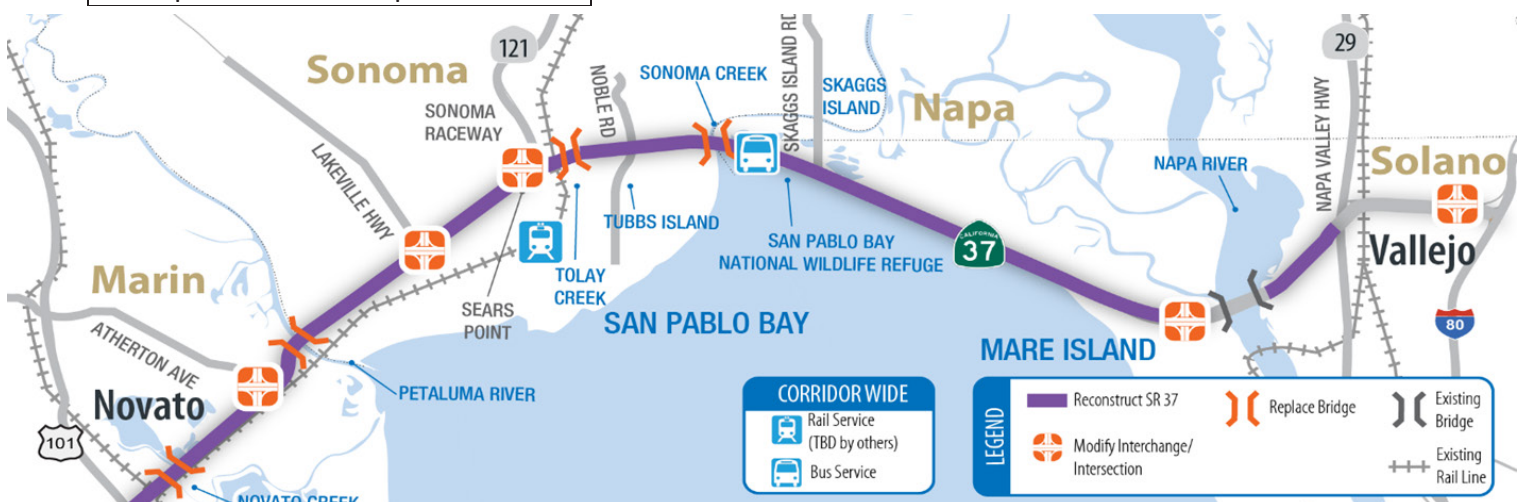 121
Sonoma
SONOMA
RACEWAY
NOBLE RD
SONOMA CREEK
SKAGGS ISLAND RD
SKAGGS
ISLAND
Napa
29
NAPA VALLEY HWY
Solano
LAKEVILLE HWY
NAPA RIVER
TUBBS ISLAND
SAN PABLO BAY
NATIONAL WILDLIFE REFUGE
CALIFORNIA
37
Vallejo
Marin
TOLAY
CREEK
SEARS
POINT
SAN PABLO BAY
MARE ISLAND
80
ATHERTON AVE
PETALUMA RIVER
Novato
101
NOVATO CREEK
CORRIDOR WIDE
Rail Service
(TBD by others)
Bus Service
LEGEND
Reconstruct SR 37
Modify Interchange/
Intersection
Replace Bridge
Existing
Bridge
Existing
Rail Line